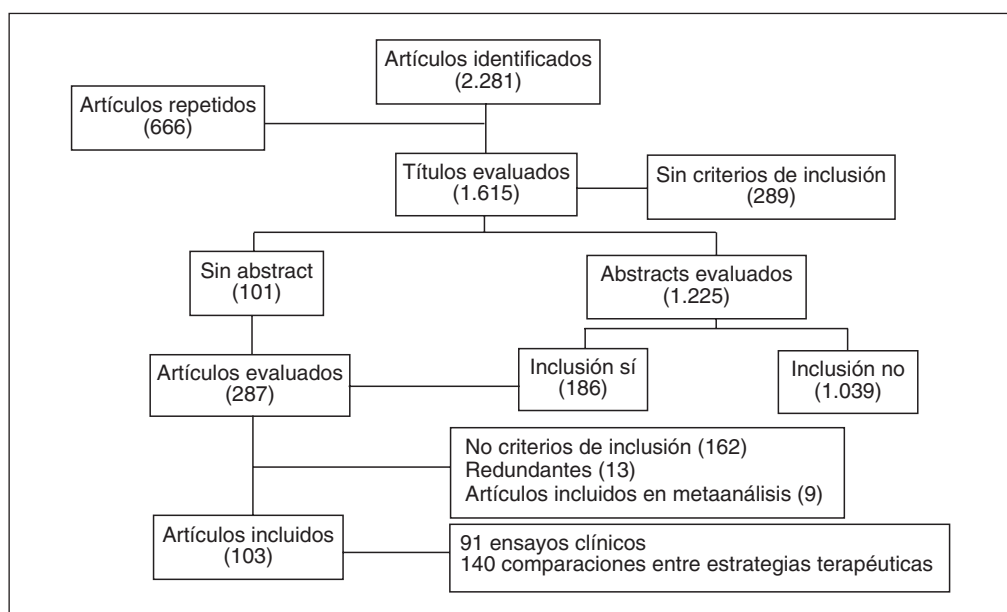 Artículos identificados
(2.281)
Artículos repetidos
(666)
Títulos evaluados
(1.615)
Sin criterios de inclusión
(289)
Sin abstract
(101)
Abstracts evaluados
(1.225)
Artículos evaluados
(287)
Inclusión sí
(186)
Inclusión no
(1.039)
No criterios de inclusión (162)
Redundantes (13)
Artículos incluidos en metaanálisis (9)
Artículos incluidos
(103)
91 ensayos clínicos
140 comparaciones entre estrategias terapéuticas